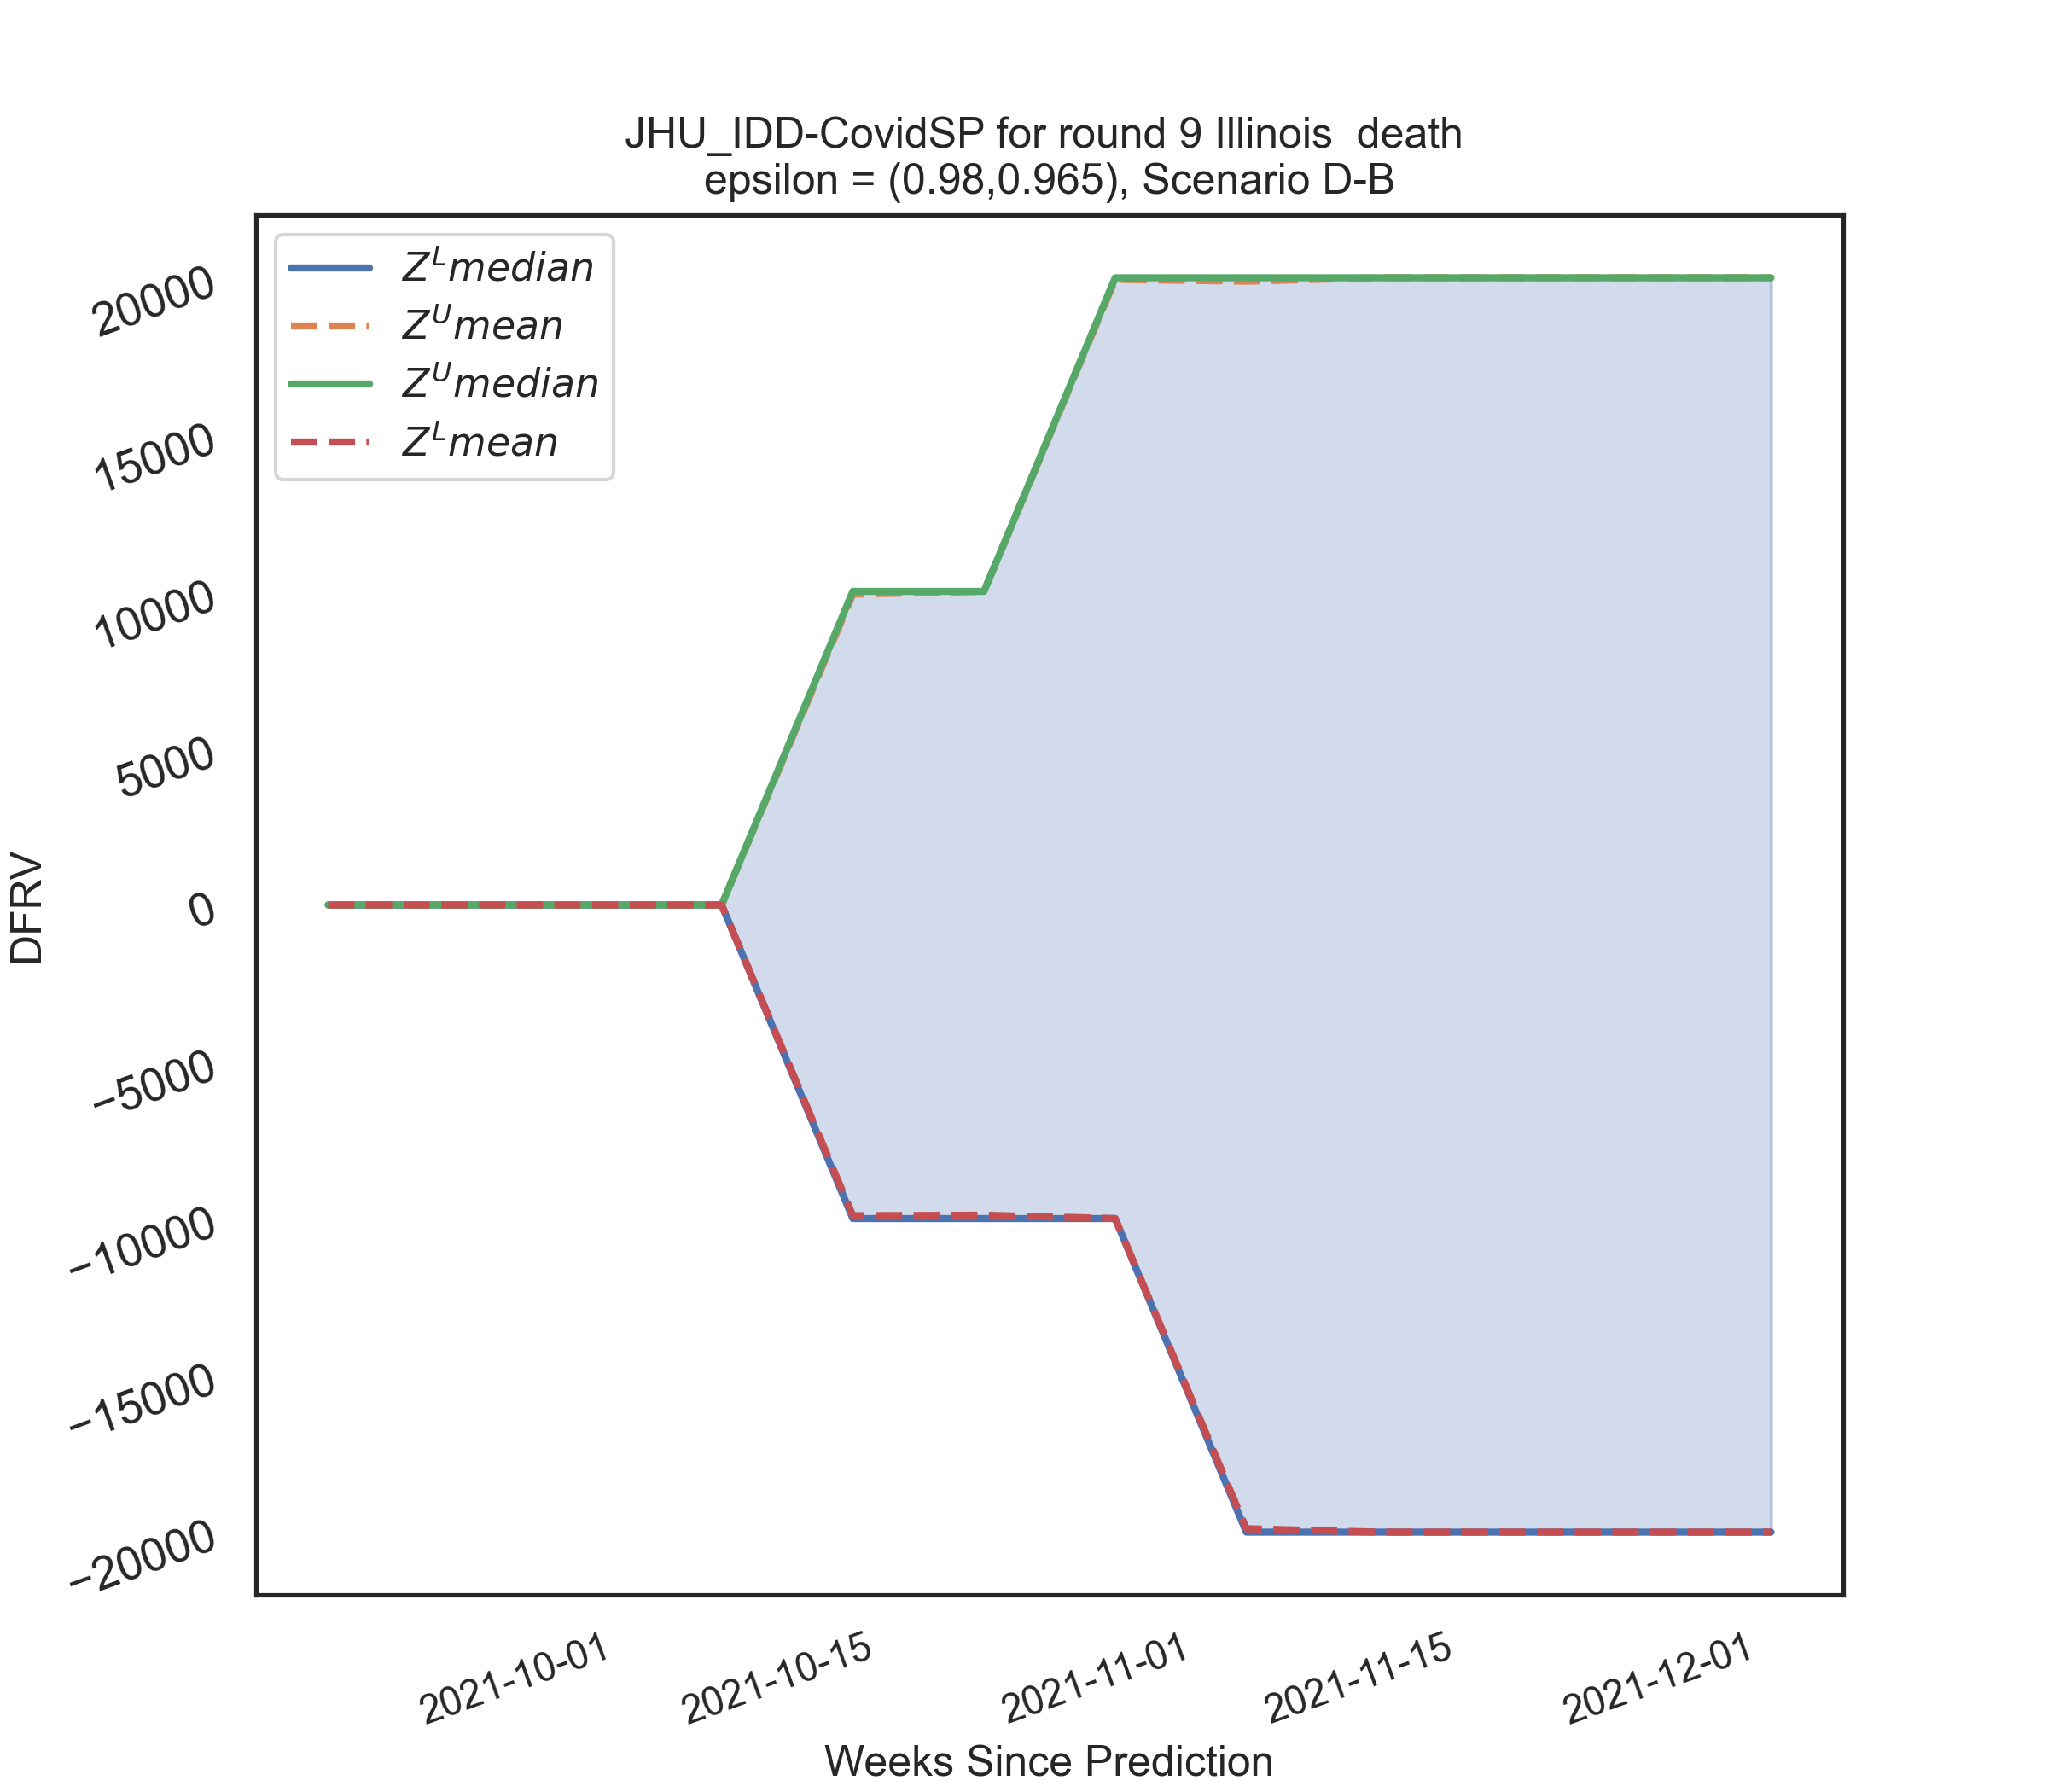 JHU_IDD-CovidSP for round 9 Illinois  death
epsilon = (0.98,0.965), Scenario D-B
Z^L median
Z^U mean
Z^U median
Z^L mean
20000
15000
10000
5000
0
−5000
−10000
−15000
−20000
DFRV
2021-10-01
2021-10-15
2021-11-01
2021-11-15
2021-12-01
Weeks Since Prediction